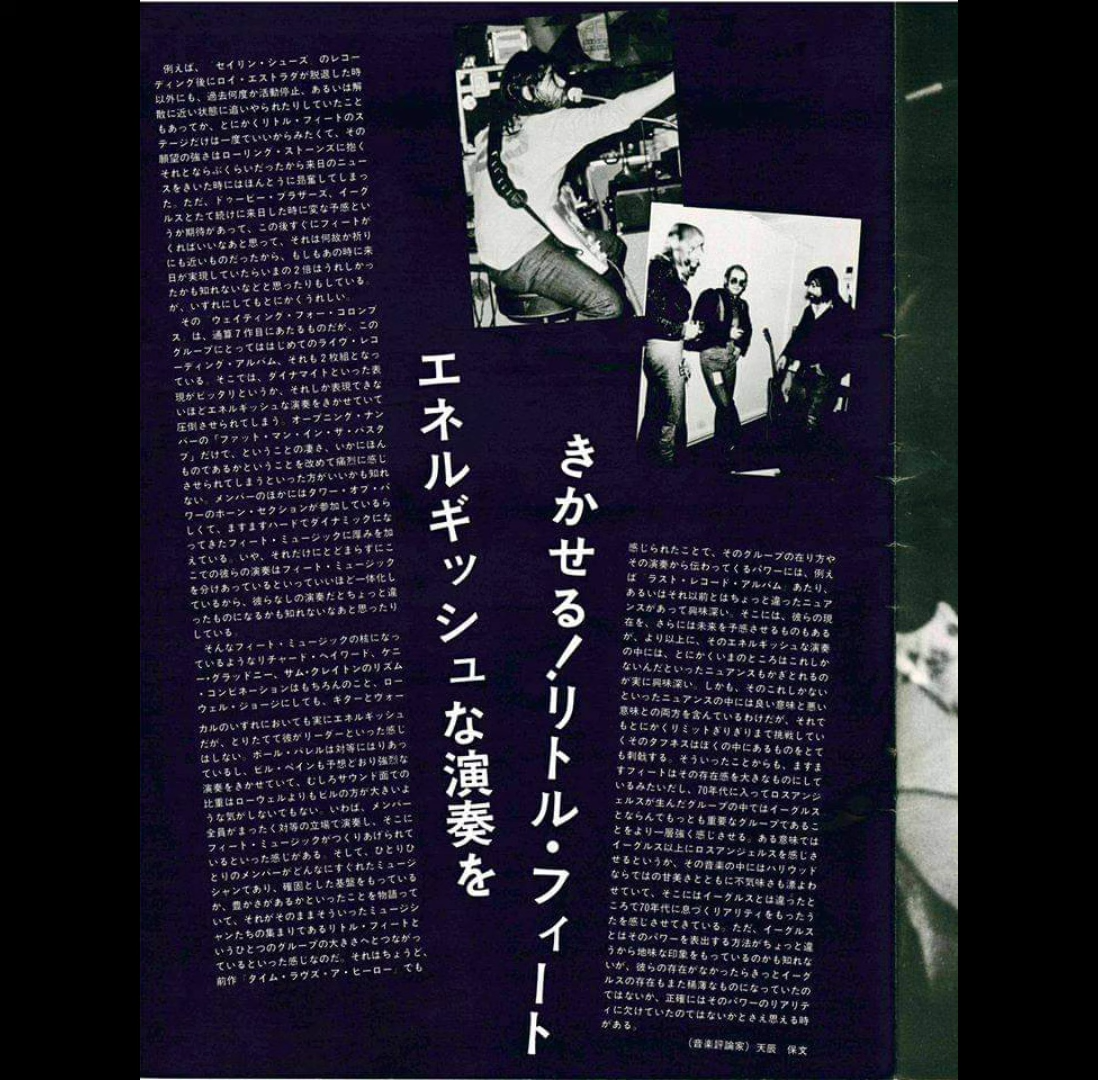 きかせる!リトル・フィート
エネルギッシュな演奏を
例えば、 セイリン・シューズ のレコー
ディング後にロイ・エストラダが脱退した時
以外にも、過去何度か活動停止、あるいは解
散に近い状態に追いやられたりしていたこと
もあってか、とにかくリトル・フィートのス
テージだけは一度でいいからみたくて、その
願望の強さはローリング・ストーンズに抱く
それとならぶくらいだったから来日のニュー
スをきいた時にはほんとうに昂奮してしまっ
た。ただ、ドゥービー・ブラザーズ、イーグ
ルスとたて続けに来日した時に変な予感とい
うか期待があって、この後すぐにフィートが
くればいいなあと思って、それは何故か祈り
にも近いものだったから、もしもあの時に来
日が実現していたらいまの2倍はうれしかっ
たかも知れないなどと思ったりもしている。
が、いずれにしてもとにかくうれしい。
その ウェイティング・フォー・コロンブ
ス は、通算7作目にあたるものだが、この
グループにとってははじめてのライヴ・レコ
ーディング・アルバム、それも2枚組となっ
ている。そこでは、ダイナマイトといった表
現がピッタリというか、それしか表現できな
いほどエネルギッシュな演奏をきかせていて
圧倒させられてしまう。オープニング・ナン
バーの「ファット・マン・イン・ザ・バスタ
ブ」だけで、ということの凄さ、いかにほん
ものであるかということを改めて痛烈に感じ
させられてしまうといった方がいいかも知れ
ない。メンバーのほかにはタワー・オブ・パ
ワーのホーン・セクションが参加しているら
しくて、ますますハードでダイナミックにな
ってきたフィート・ミュージックに厚みを加
えている。いや、それだけにとどまらずにこ
こでの彼らの演奏はフィート・ミュージック
を分けあっているといっていいほど一体化し
ているから、彼らなしの演奏だとちょっと違
ったものになるかも知れないなあと思ったり
している。
そんなフィート・ミュージックの核になっ
ているようなリチャード・ヘイワード、ケニ
ー・グラッドニー、サム・クレイトンのリズム
・コンビネーションはもちろんのこと、ロー
ウェル・ジョージにしても、ギターとヴォー
カルのいずれにおいても実にエネルギッシュ
だが、とりたてて彼がリーダーといった感じ
はしない。ポール・バレルは対等にはりあっ
ているし、ビル・ペインも予想どおり強烈な
演奏をきかせていて、むしろサウンド面での
比重はローウェルよりもビルの方が大きいよ
うな気がしないでもない。いわば、メンバー
全員がまったく対等の立場で演奏し、そこに
フィート・ミュージックがつくりあげられて
いるといった感じがある。そして、ひとりひ
とりのメンバーがどんなにすぐれたミュージ
シャンであり、確固とした基盤をもっている
か、豊かさがあるかといったことを物語って
いて、それがそのままそういったミュージシ
ャンたちの集まりであるリトル・フィートと
いうひとつのグループの大きさへとつながっ
ているといった感じなのだ。それはちょうど、
前作「タイム・ラヴズ・ア・ヒーロー」でも
感じられたことで、そのグループの在り方や
その演奏から伝わってくるパワーには、例え
ば ラスト・レコード・アルバム あたり、
あるいはそれ以前とはちょっと違ったニュア
ンスがあって興味深い。そこには、彼らの現
在を、さらには未来を予感させるものもある
が、より以上に、そのエネルギッシュな演奏
の中には、とにかくいまのところはこれしか
ないんだといったニュアンスもかぎとれるの
が実に興味深い。しかも、そのこれしかない
といったニュアンスの中には良い意味と悪い
意味との両方を含んでいるわけだが、それで
もとにかくリミットぎりぎりまで挑戦してい
くそのタフネスはぼくの中にあるものをとて
も刺戟する。そういったことからも、ますま
すフィートはその存在感を大きなものにして
いるみたいだし、70年代に入ってロスアンジ
ェルスが生んだグループの中ではイーグルス
とならんでもっとも重要なグループであるこ
とをより一層強く感じさせる。ある意味では
イーグルス以上にロスアンジェルスを感じさ
せるというか、その音楽の中にはハリウッド
ならではの甘美さとともに不気味さも漂よわ
せていて、そこにはイーグルスとは違ったと
ころで70年代に息づくリアリティをもったう
たを感じさせてきている。ただ、イーグルス
とはそのパワーを表出する方法がちょっと違
うから地味な印象をもっているのかも知れな
いが、彼らの存在がなかったらきっとイーグ
ルスの存在もまた稀薄なものになっていたの
ではないか、正確にはそのパワーのリアリテ
ィに欠けていたのではないかとさえ思える時
がある。
(音楽評論家)天辰 保文